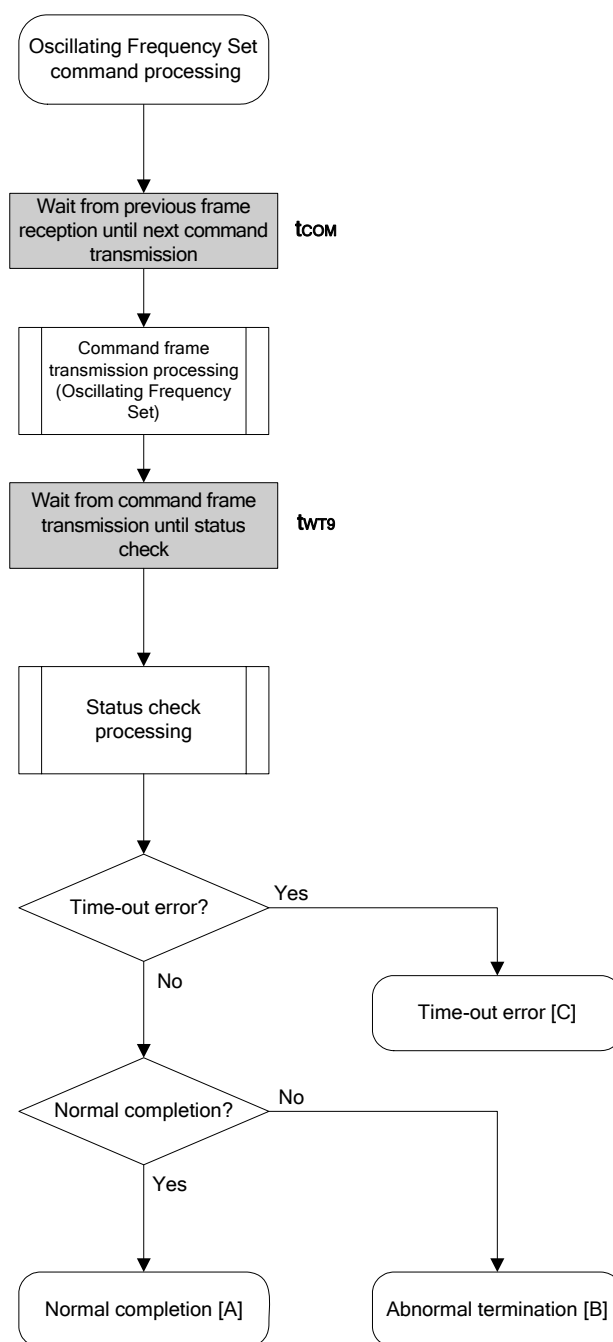 Oscillating Frequency Set
command processing
Wait from previous frame
reception until next command
transmission
tCOM
Command frame
transmission processing
(Oscillating Frequency
Set)
Wait from command frame
transmission until status
check
tWT9
Status check
processing
Time-out error?
Yes
No
Time-out error [C]
Normal completion?
No
Yes
Normal completion [A]
Abnormal termination [B]